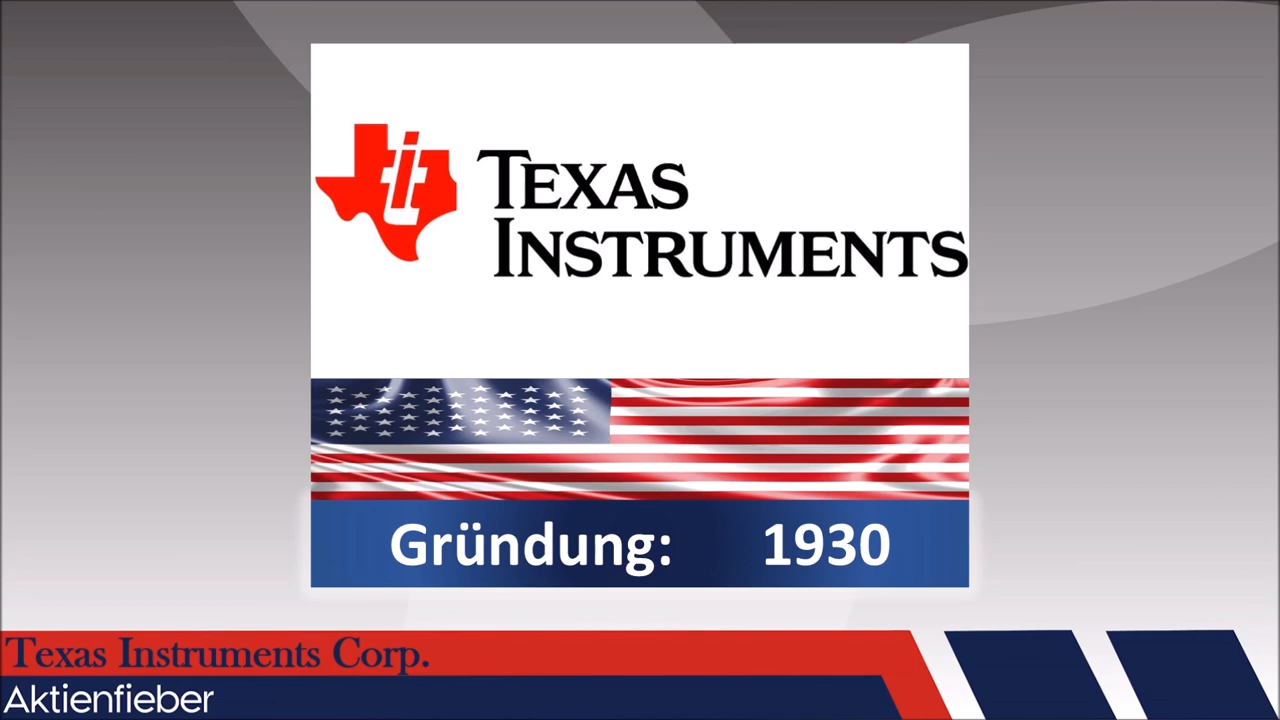 TEXAS
INSTRUMENTS
Gründung: 1930
Texas Instruments Corp.
Aktienfieber